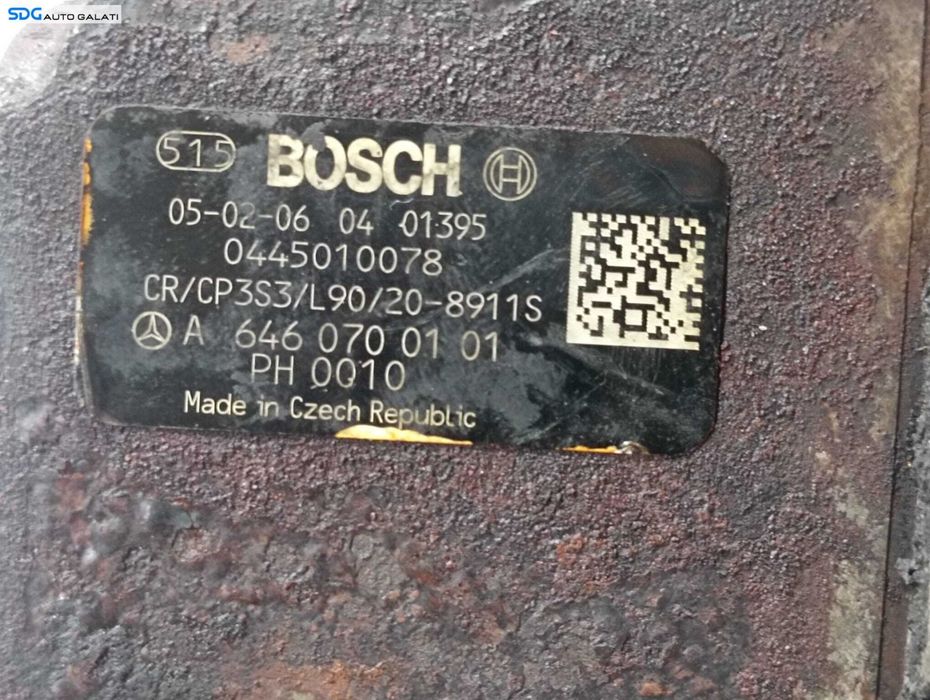 SDG AUTO GALATI
515 BOSCH
05-02-06 04 01395
0445010078
CR/CP3S3/L90/20-8911S
A 646 070 01 01
PH 0010
Made in Czech Republic